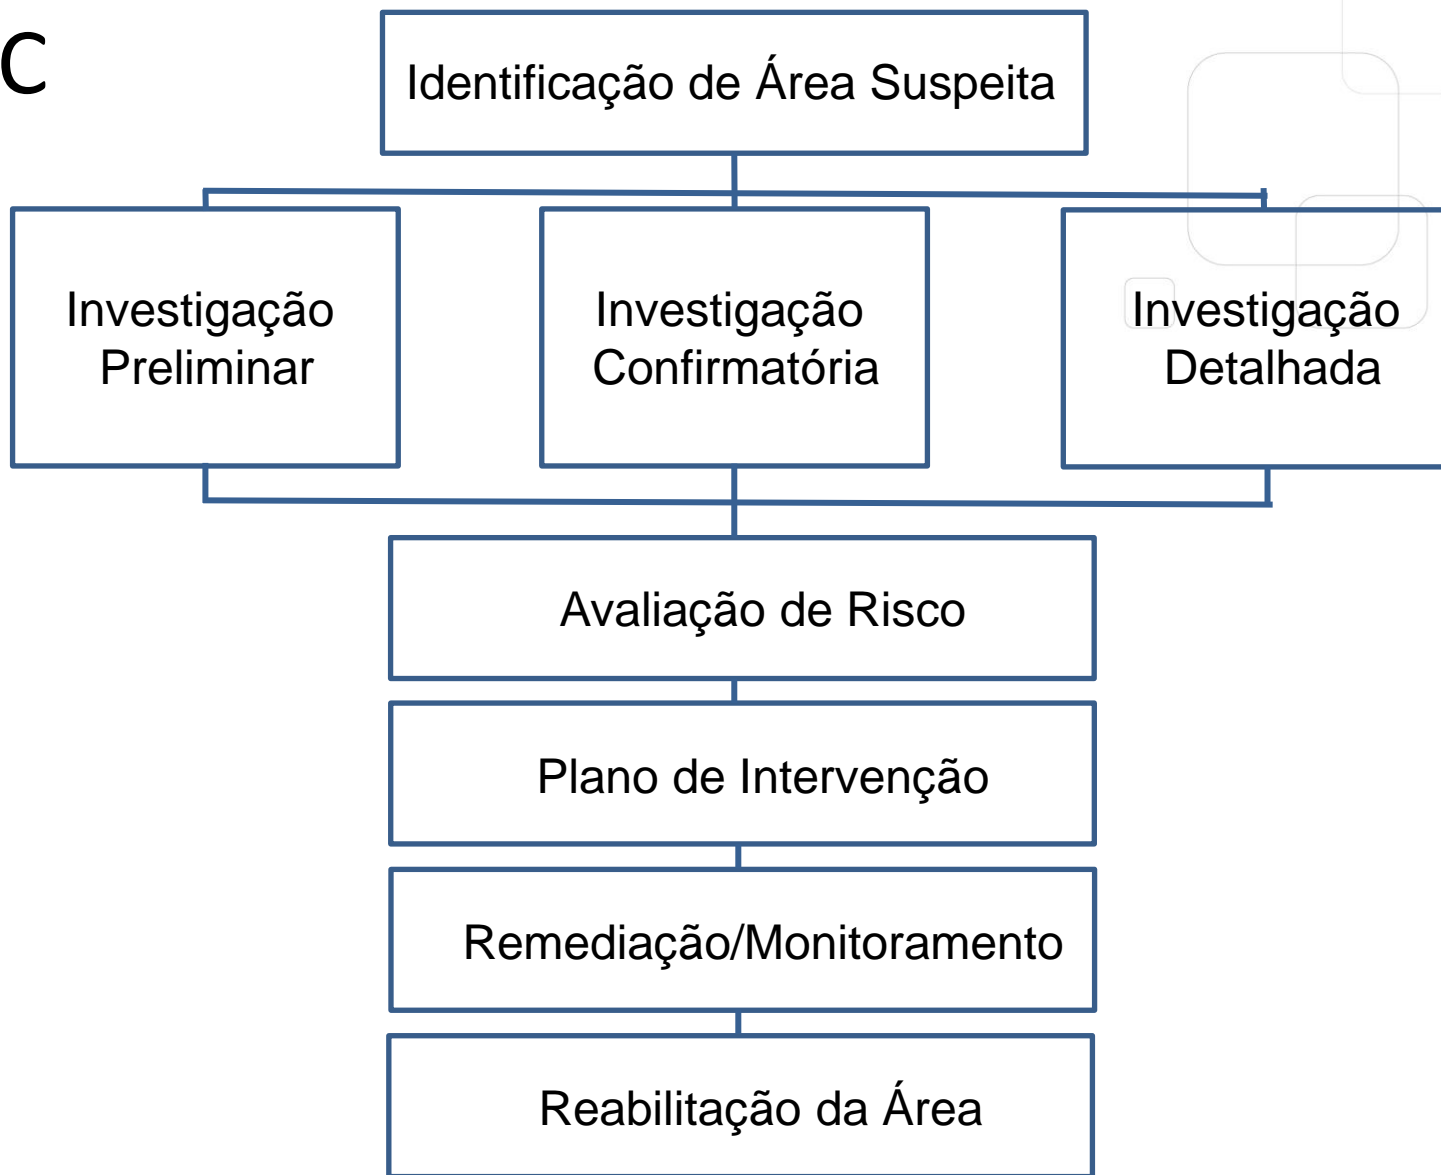 C
Identificação de Área Suspeita
Investigação
Preliminar
Investigação
Confirmatória
Investigação
Detalhada
Avaliação de Risco
Plano de Intervenção
Remediação/Monitoramento
Reabilitação da Área